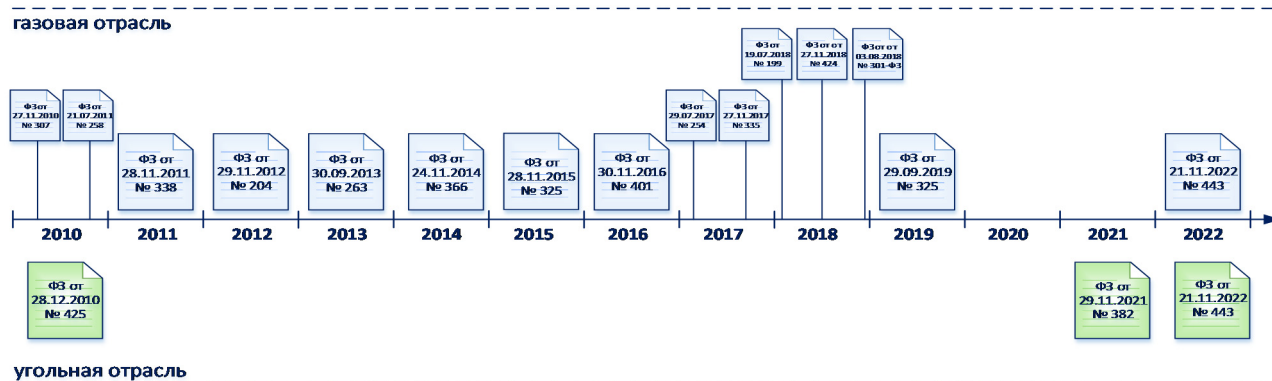 газовая отрасль
ФЗ от
19.07.2018
№ 199
ФЗ от от
27.11.2018
№ 424
ФЗ от от
03.08.2018
№ 301-ФЗ
ФЗ от
27.11.2010
№ 307
ФЗ от
21.07.2011
№ 258
ФЗ от
29.07.2017
№ 254
ФЗ от
27.11.2017
№ 335
ФЗ от
28.11.2011
№ 338
ФЗ от
29.11.2012
№ 204
ФЗ от
30.09.2013
№ 263
ФЗ от
24.11.2014
№ 366
ФЗ от
28.11.2015
№ 325
ФЗ от
30.11.2016
№ 401
ФЗ от
29.09.2019
№ 325
ФЗ от
21.11.2022
№ 443
2010 2011 2012 2013 2014 2015 2016 2017 2018 2019 2020 2021 2022
ФЗ от
28.12.2010
№ 425
ФЗ от
29.11.2021
№ 382
ФЗ от
21.11.2022
№ 443
угольная отрасль